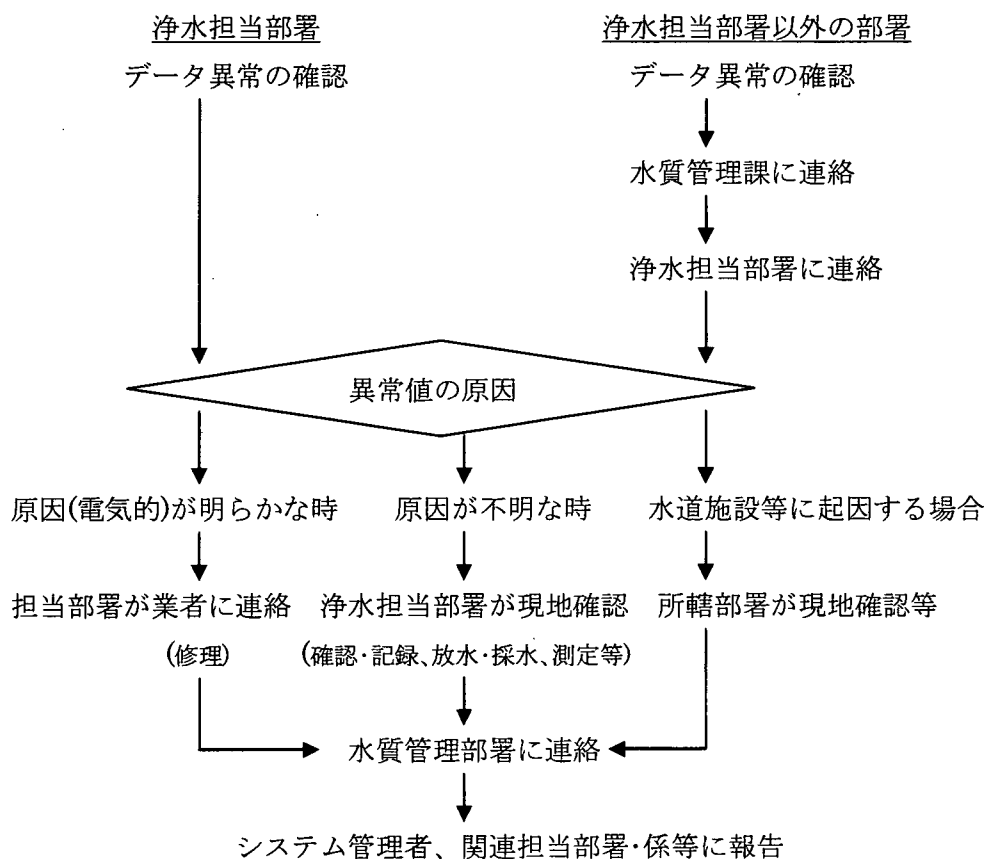 浄水担当部署
浄水担当部署以外の部署
データ異常の確認
データ異常の確認
水質管理課に連絡
浄水担当部署に連絡
異常値の原因
原因(電気的)が明らかな時
原因が不明な時
水道施設等に起因する場合
担当部署が業者に連絡
浄水担当部署が現地確認
所轄部署が現地確認等
(修理)
(確認・記録、放水・採水、測定等)
水質管理部署に連絡
システム管理者、関連担当部署・係等に報告